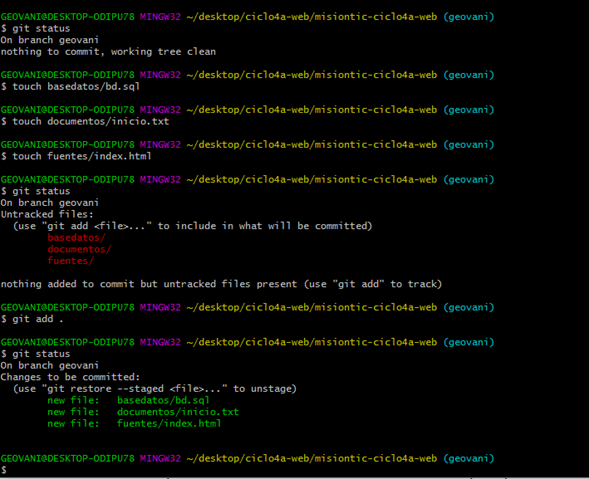 GEOVANI@DESKTOP-ODIPU78 MINGW32 ~/desktop/ciclo4a-web/misiontic-ciclo4a-web (geovani)
$ git status
On branch geovani
nothing to commit, working tree clean
GEOVANI@DESKTOP-ODIPU78 MINGW32 ~/desktop/ciclo4a-web/misiontic-ciclo4a-web (geovani)
$ touch basedatos/bd.sql
GEOVANI@DESKTOP-ODIPU78 MINGW32 ~/desktop/ciclo4a-web/misiontic-ciclo4a-web (geovani)
$ touch documentos/inicio.txt
GEOVANI@DESKTOP-ODIPU78 MINGW32 ~/desktop/ciclo4a-web/misiontic-ciclo4a-web (geovani)
$ touch fuentes/index.html
GEOVANI@DESKTOP-ODIPU78 MINGW32 ~/desktop/ciclo4a-web/misiontic-ciclo4a-web (geovani)
$ git status
On branch geovani
Untracked files:
  (use "git add <file>..." to include in what will be committed)
        basedatos/
        documentos/
        fuentes/
nothing added to commit but untracked files present (use "git add" to track)
GEOVANI@DESKTOP-ODIPU78 MINGW32 ~/desktop/ciclo4a-web/misiontic-ciclo4a-web (geovani)
$ git add .
GEOVANI@DESKTOP-ODIPU78 MINGW32 ~/desktop/ciclo4a-web/misiontic-ciclo4a-web (geovani)
$ git status
On branch geovani
Changes to be committed:
  (use "git restore --staged <file>..." to unstage)
        new file:   basedatos/bd.sql
        new file:   documentos/inicio.txt
        new file:   fuentes/index.html
GEOVANI@DESKTOP-ODIPU78 MINGW32 ~/desktop/ciclo4a-web/misiontic-ciclo4a-web (geovani)
$